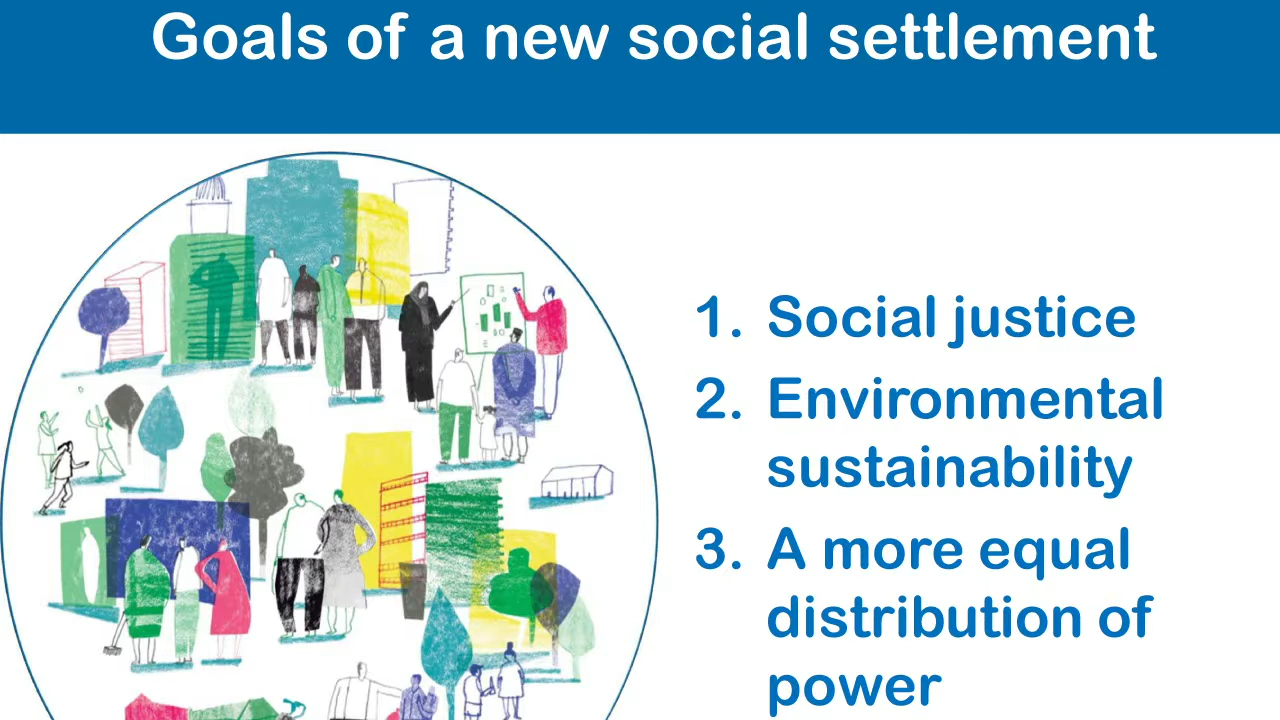 Goals of a new social settlement
1. Social justice
2. Environmental
sustainability
3. A more equal
distribution of
power